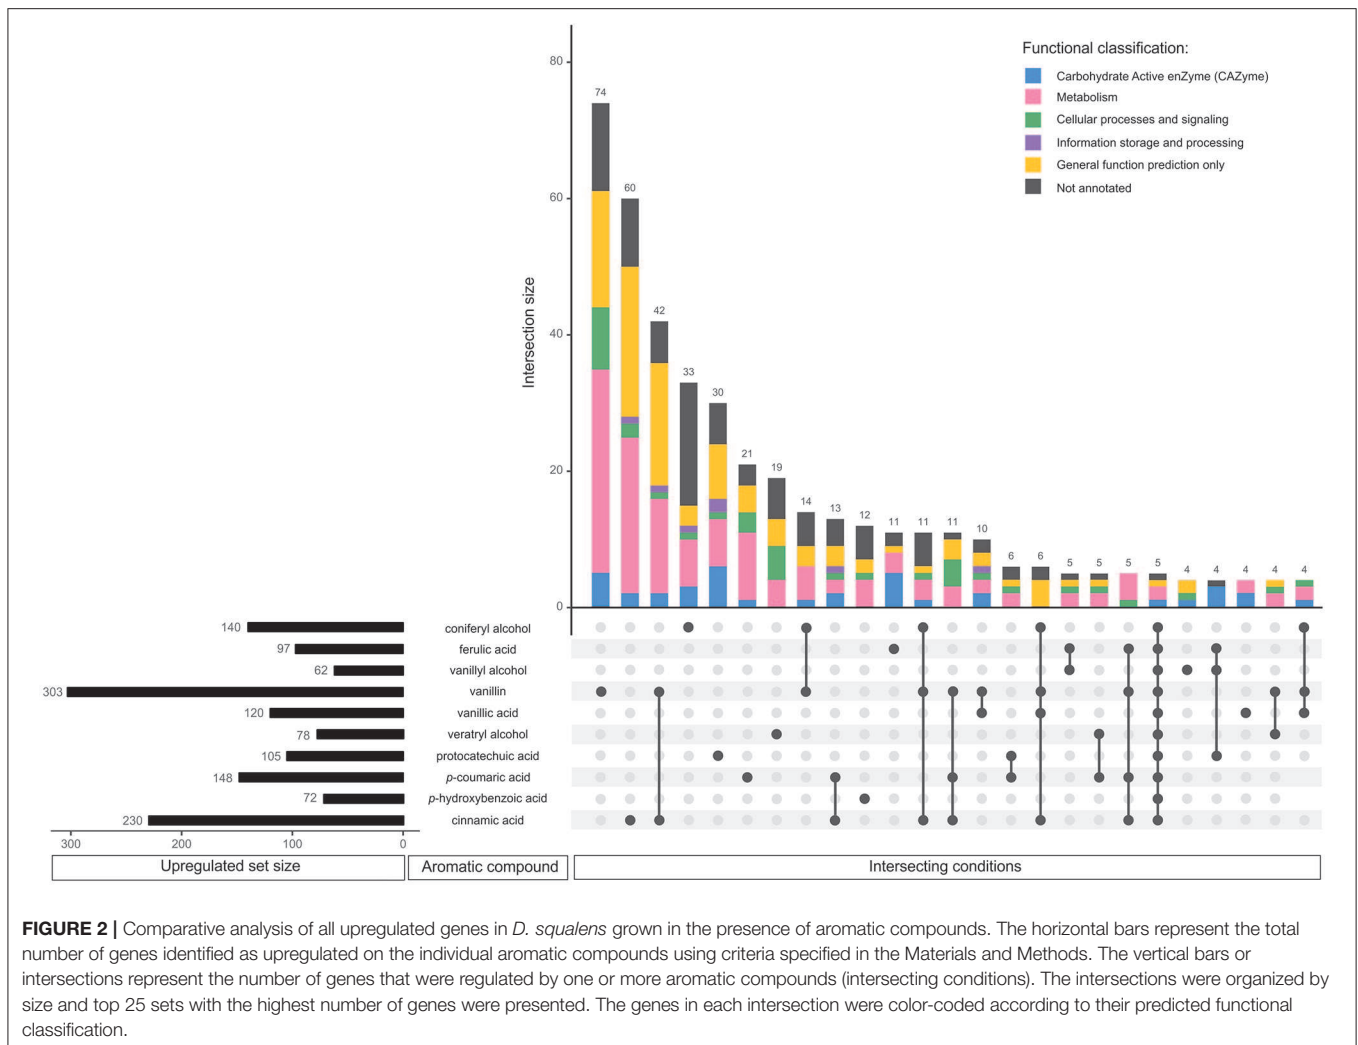 Functional classification:
Carbohydrate Active enZyme (CAZyme)
Metabolism
Cellular processes and signaling
Information storage and processing
General function prediction only
Not annotated
Intersection size
80
60
40
20
0
74
60
42
33
30
21
19
14
13
12
11
11
11
10
6
6
5
5
5
5
4
4
4
4
4
140
coniferyl alcohol
97
ferulic acid
62
vanillyl alcohol
303
vanillin
120
vanillic acid
78
veratryl alcohol
105
protocatechuic acid
148
p-coumaric acid
72
p-hydroxybenzoic acid
230
cinnamic acid
300 200 100 0
Upregulated set size
Aromatic compound
Intersecting conditions
FIGURE 2 | Comparative analysis of all upregulated genes in D. squalens grown in the presence of aromatic compounds. The horizontal bars represent the total
number of genes identified as upregulated on the individual aromatic compounds using criteria specified in the Materials and Methods. The vertical bars or
intersections represent the number of genes that were regulated by one or more aromatic compounds (intersecting conditions). The intersections were organized by
size and top 25 sets with the highest number of genes were presented. The genes in each intersection were color-coded according to their predicted functional
classification.